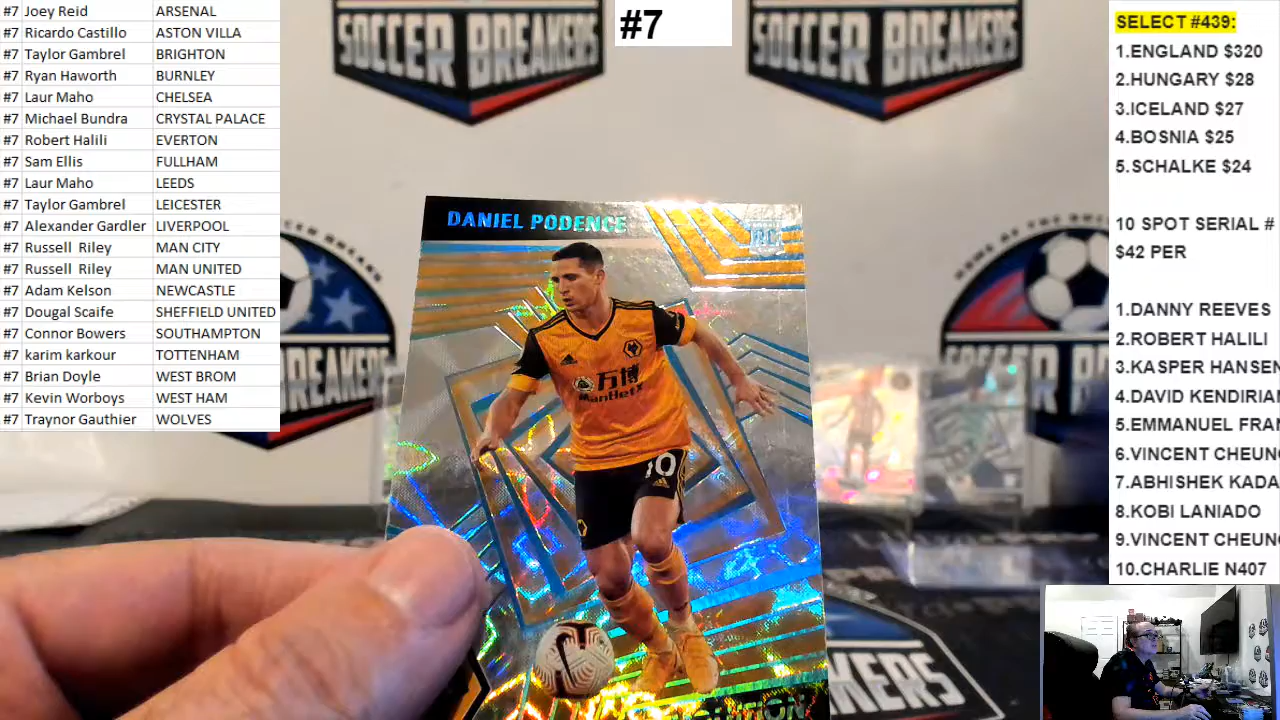 #7 Joey Reid ARSENAL
#7 Ricardo Castillo ASTON VILLA
#7 Taylor Gambrel BRIGHTON
#7 Ryan Haworth BURNLEY
#7 Laur Maho CHELSEA
#7 Michael Bundra CRYSTAL PALACE
#7 Robert Halili EVERTON
#7 Sam Ellis FULLHAM
#7 Laur Maho LEEDS
#7 Taylor Gambrel LEICESTER
#7 Alexander Gardler LIVERPOOL
#7 Russell Riley MAN CITY
#7 Russell Riley MAN UNITED
#7 Adam Kelson NEWCASTLE
#7 Dougal Scaife SHEFFIELD UNITED
#7 Connor Bowers SOUTHAMPTON
#7 karim karkour TOTTENHAM
#7 Brian Doyle WEST BROM
#7 Kevin Worboys WEST HAM
#7 Traynor Gauthier WOLVES
#7
SOCCER BREAKERS
SOCCER BREAKERS
DANIEL PODENCE
RC
万博
ManBetX
10
BREAKERS
SELECT #439:
1.ENGLAND $320
2.HUNGARY $28
3.ICELAND $27
4.BOSNIA $25
5.SCHALKE $24
10 SPOT SERIAL #
$42 PER
1.DANNY REEVES
2.ROBERT HALILI
3.KASPER HANSEN
4.DAVID KENDIRIAN
5.EMMUEL FRAN
6.VINCENT CHEUNG
7.ABHISHEK KADA
8.KOBI LANIADO
9.VINCENT CHEUNG
10.CHARLIE N407